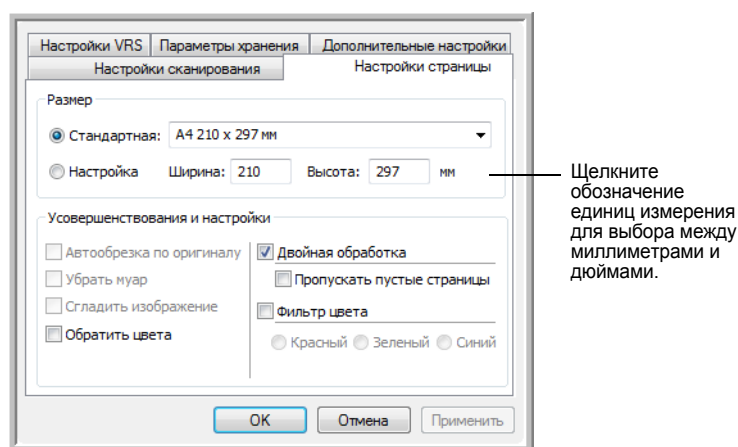 Настройки VRS Параметры хранения Дополнительные настройки
Настройки сканирования Настройки страницы
Размер
Стандартная: A4 210 x 297 мм
Настройка Ширина: 210 Высота: 297 мм
Щелкните
обозначение
единиц измерения
для выбора между
миллиметрами и
дюймами.
Усовершенствования и настройки
Автообрезка по оригиналу Двойная обработка
Убрать муар Пропускать пустые страницы
Сгладить изображение Фильтр цвета
Обратить цвета Красный Зеленый Синий
OK Отмена Применить